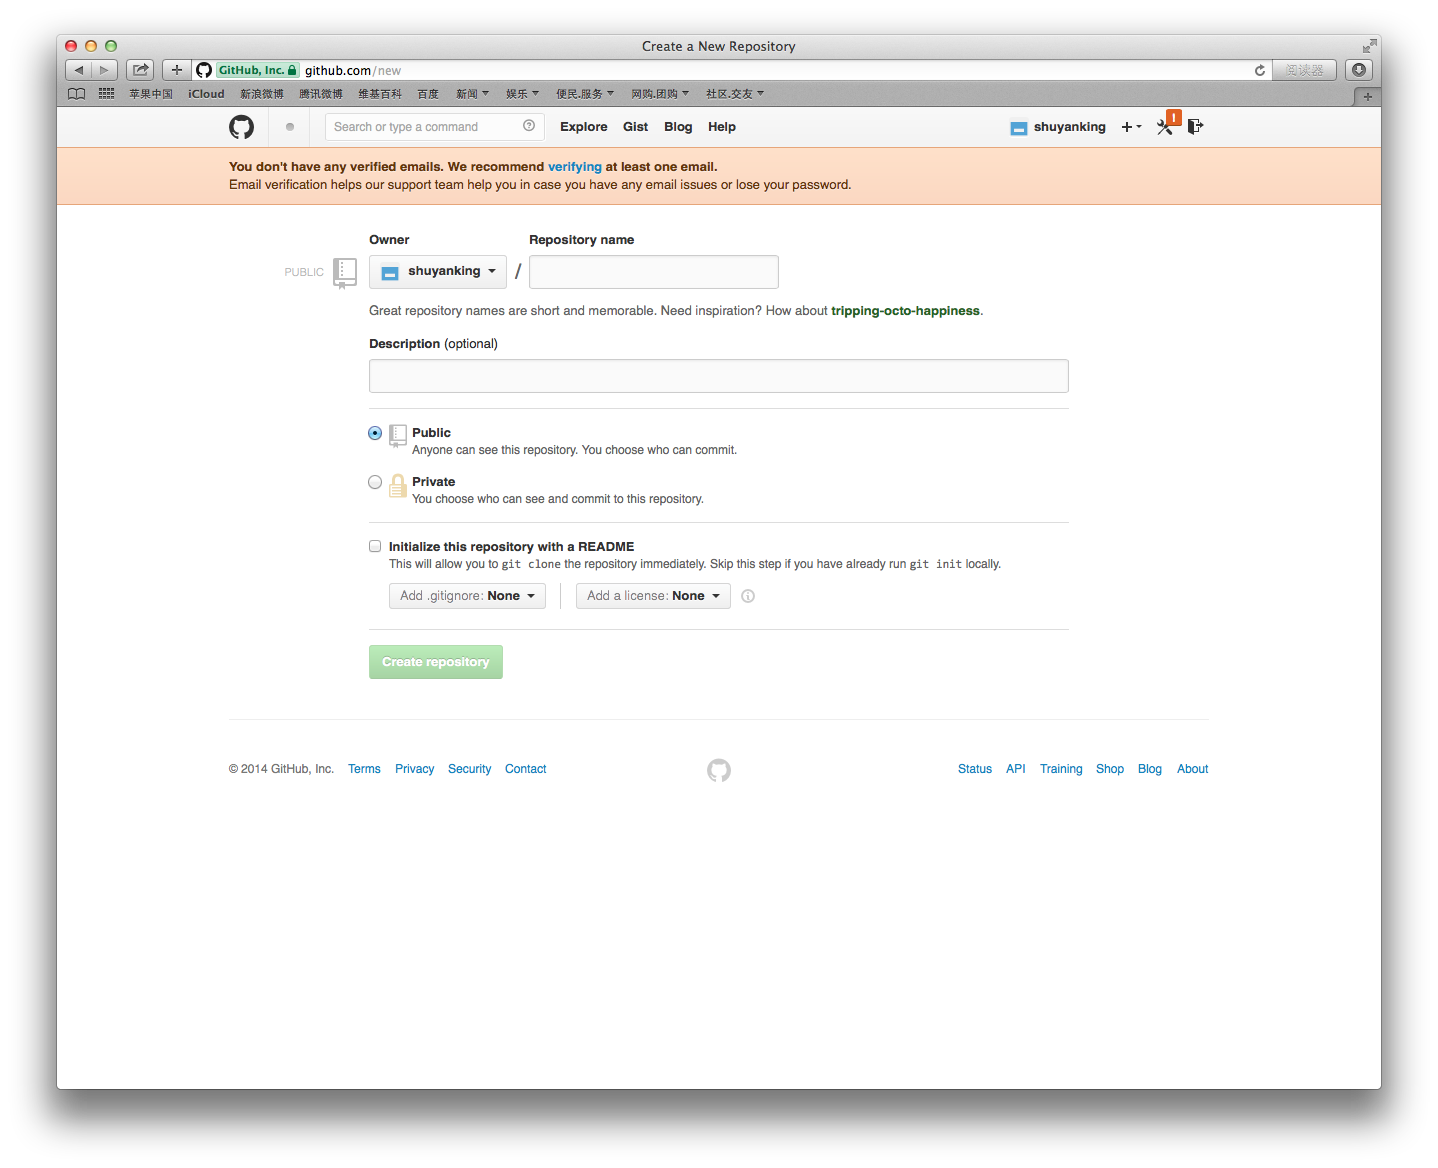 Create a New Repository
GitHub, Inc. github.com/new 阅读器
苹果中国 iCloud 新浪微博 腾讯微博 维基百科 百度 新闻 娱乐 便民.服务 网购.团购 社区.交友
Search or type a command Explore Gist Blog Help shuyanking
You don't have any verified emails. We recommend verifying at least one email.
Email verification helps our support team help you in case you have any email issues or lose your password.
Owner Repository name
PUBLIC shuyanking /
Great repository names are short and memorable. Need inspiration? How about tripping-octo-happiness.
Description (optional)
Public
Anyone can see this repository. You choose who can commit.
Private
You choose who can see and commit to this repository.
Initialize this repository with a README
This will allow you to git clone the repository immediately. Skip this step if you have already run git init locally.
Add .gitignore: None Add a license: None
Create repository
© 2014 GitHub, Inc. Terms Privacy Security Contact Status API Training Shop Blog About